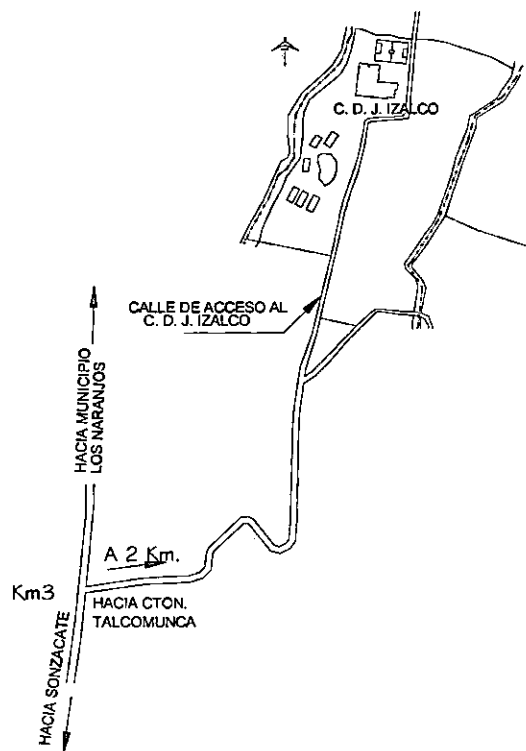 C. D. J. IZALCO
CALLE DE ACCESO AL
C. D. J. IZALCO
HACIA MUNICIPIO
LOS NARANJOS
A 2 Km.
Km3
HACIA CTON.
TALCOMUNCA
HACIA SONZACATE